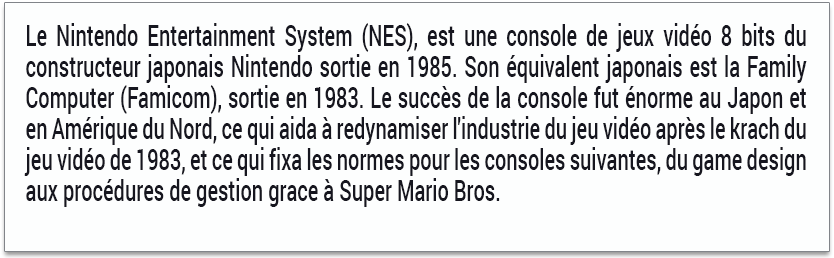 Le Nintendo Entertainment System (NES), est une console de jeux vidéo 8 bits du
constructeur japonais Nintendo sortie en 1985. Son équivalent japonais est la Family
Computer (Famicom), sortie en 1983. Le succès de la console fut énorme au Japon et
en Amérique du Nord, ce qui aida à redynamiser l'industrie du jeu vidéo après le krach du
jeu vidéo de 1983, et ce qui fixa les normes pour les consoles suivantes, du game design
aux procédures de gestion grace à Super Mario Bros.